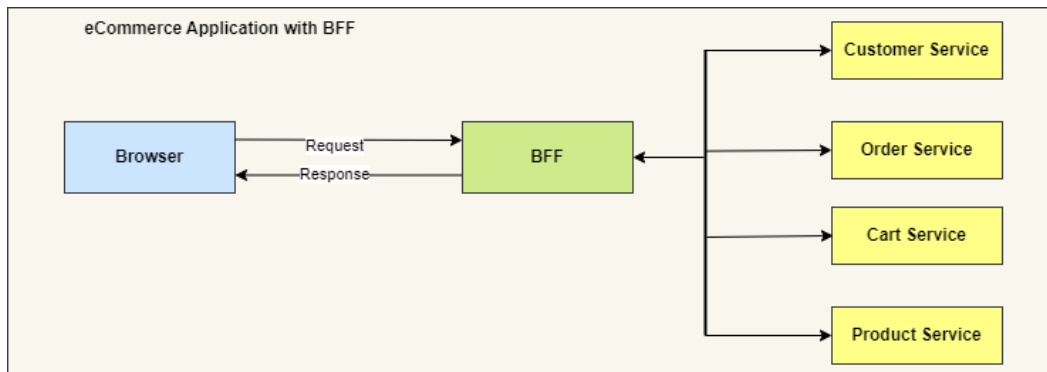 eCommerce Application with BFF
Customer Service
Browser
Request
Response
BFF
Order Service
Cart Service
Product Service